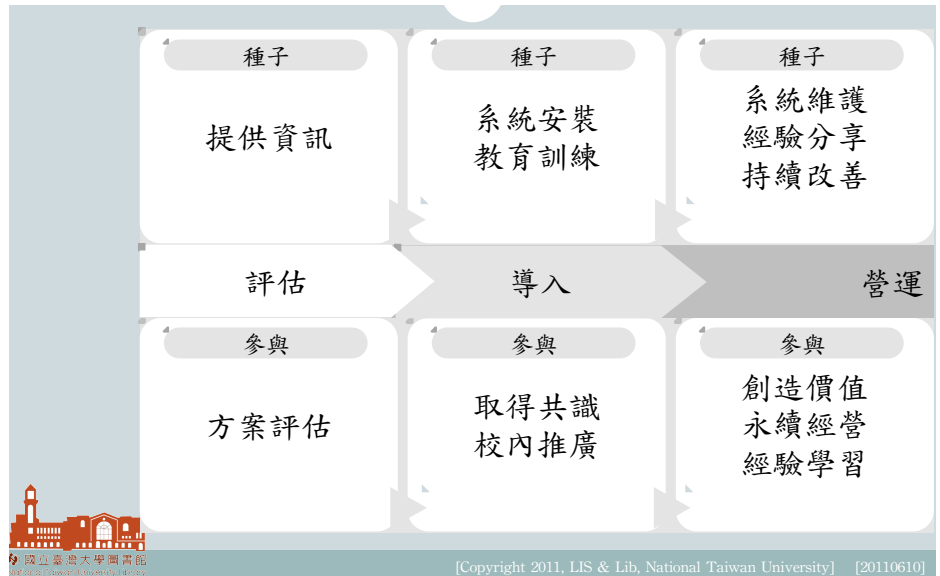 種子
提供資訊
種子
系統安裝
教育訓練
種子
系統維護
經驗分享
持續改善
評估
導入
營運
參與
方案評估
參與
取得共識
校內推廣
參與
創造價值
永續經營
經驗學習
國立臺灣大學圖書館
National Taiwan University Library
[Copyright 2011, LIS & Lib, National Taiwan University] [20110610]